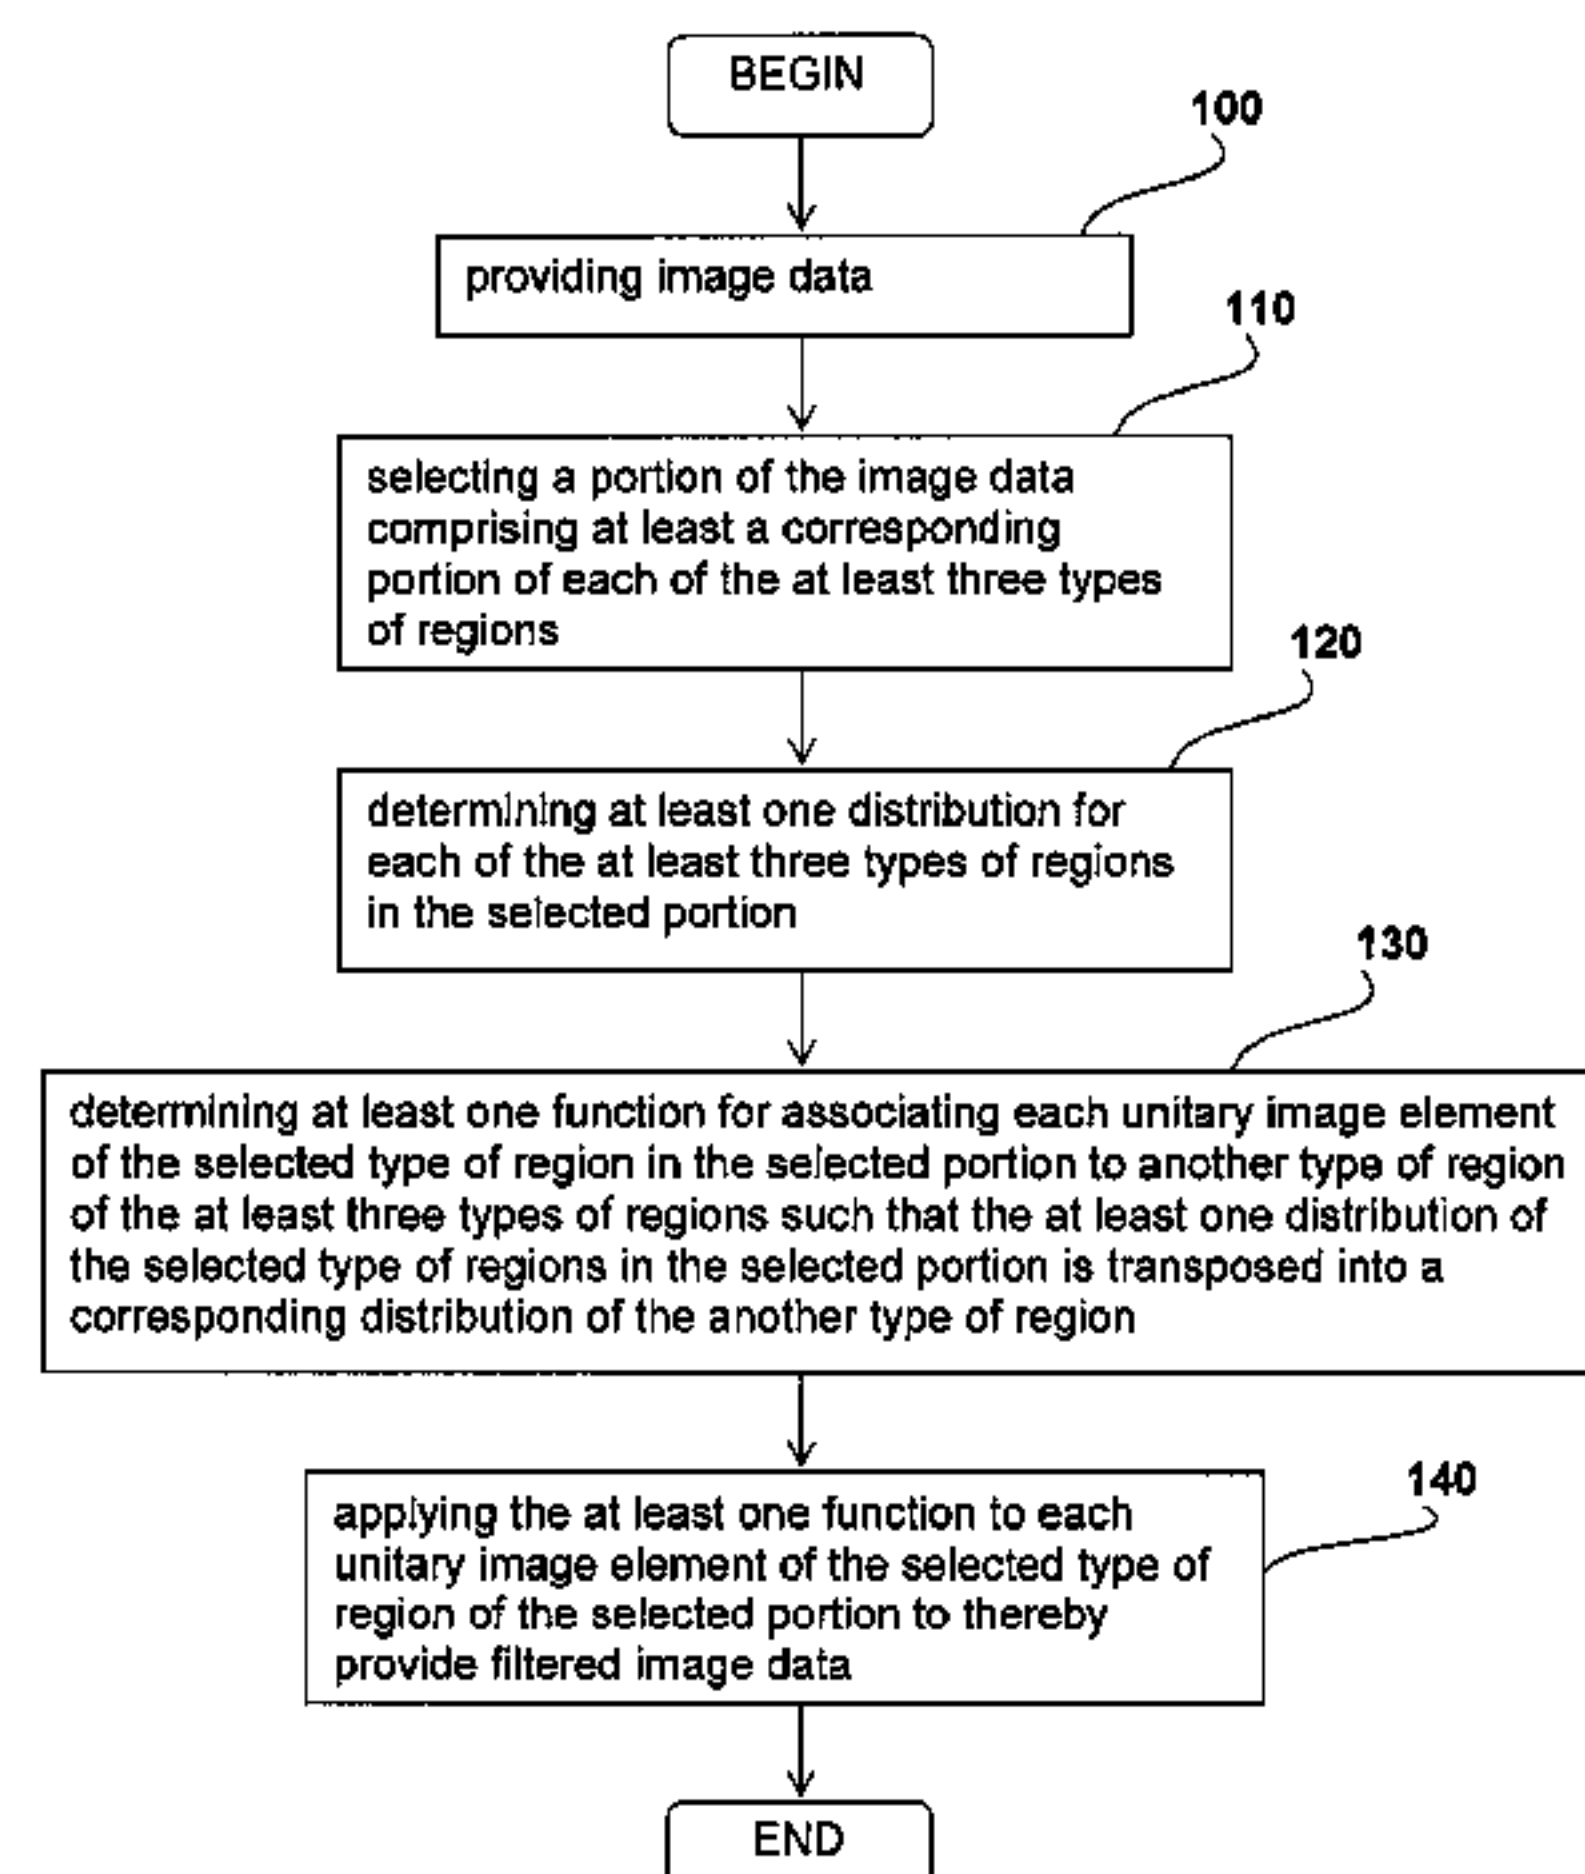 BEGIN
100
providing image data
110
selecting a portion of the image data
comprising at least a corresponding
portion of each of the at least three types
of regions
120
determining at least one distribution for
each of the at least three types of regions
in the selected portion
130
determining at least one function for associating each unitary image element
of the selected type of region in the selected portion to another type of region
of the at least three types of regions such that the at least one distribution of
the selected type of regions in the selected portion is transposed into a
corresponding distribution of the another type of region
140
applying the at least one function to each
unitary image element of the selected type of
region of the selected portion to thereby
provide filtered image data
END